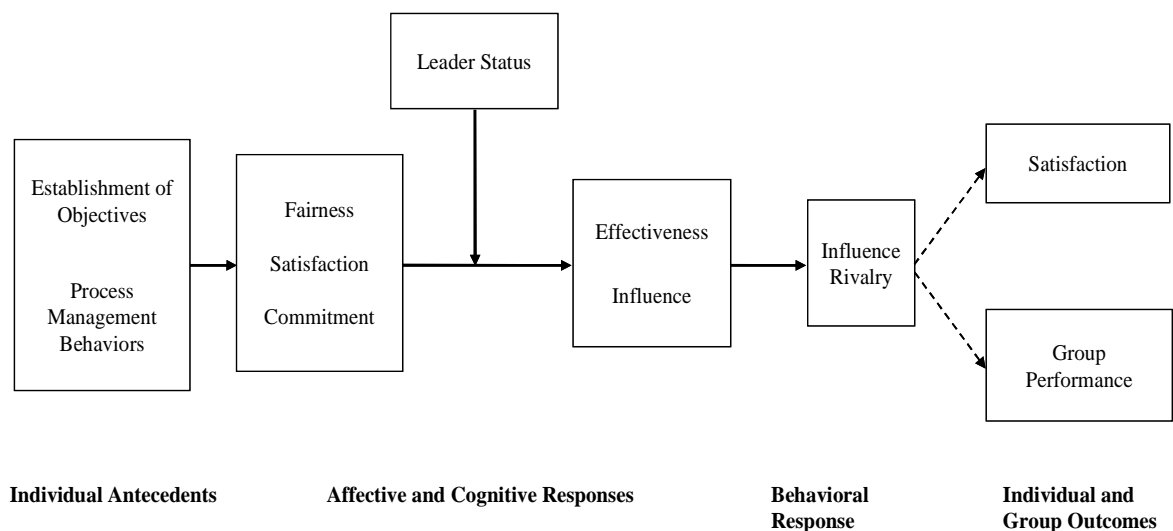 Leader Status
Establishment of
Objectives
Process
Management
Behaviors
Fairness
Satisfaction
Commitment
Effectiveness
Influence
Influence
Rivalry
Satisfaction
Group
Performance
Individual Antecedents
Affective and Cognitive Responses
Behavioral
Response
Individual and
Group Outcomes